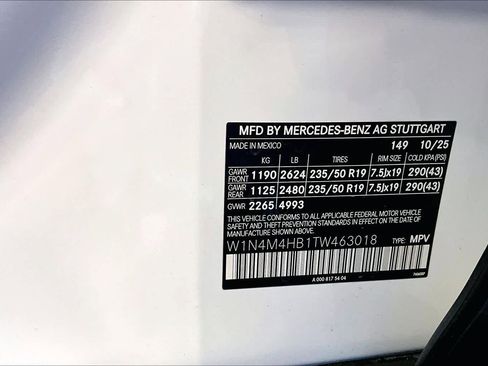 MFD BY MERCEDES-BENZ AG STUTTGART
MADE IN MEXICO 149 10/25
KG LB TIRES RIM SIZE COLD KPA (PSI)
GAWR FRONT 1190 2624 235/50 R19 7.5Jx19 290(43)
GAWR REAR 1125 2480 235/50 R19 7.5Jx19 290(43)
GVWR 2265 4993
THIS VEHICLE CONFORMS TO ALL APPLICABLE FEDERAL MOTOR VEHICLE
SAFETY AND THEFT PREVENTION STANDARDS IN
EFFECT ON THE DATE OF MANUFACTURE SHOWN ABOVE.
W1N4M4HB1TW463018 TYPE: MPV
A 000 817 54 04